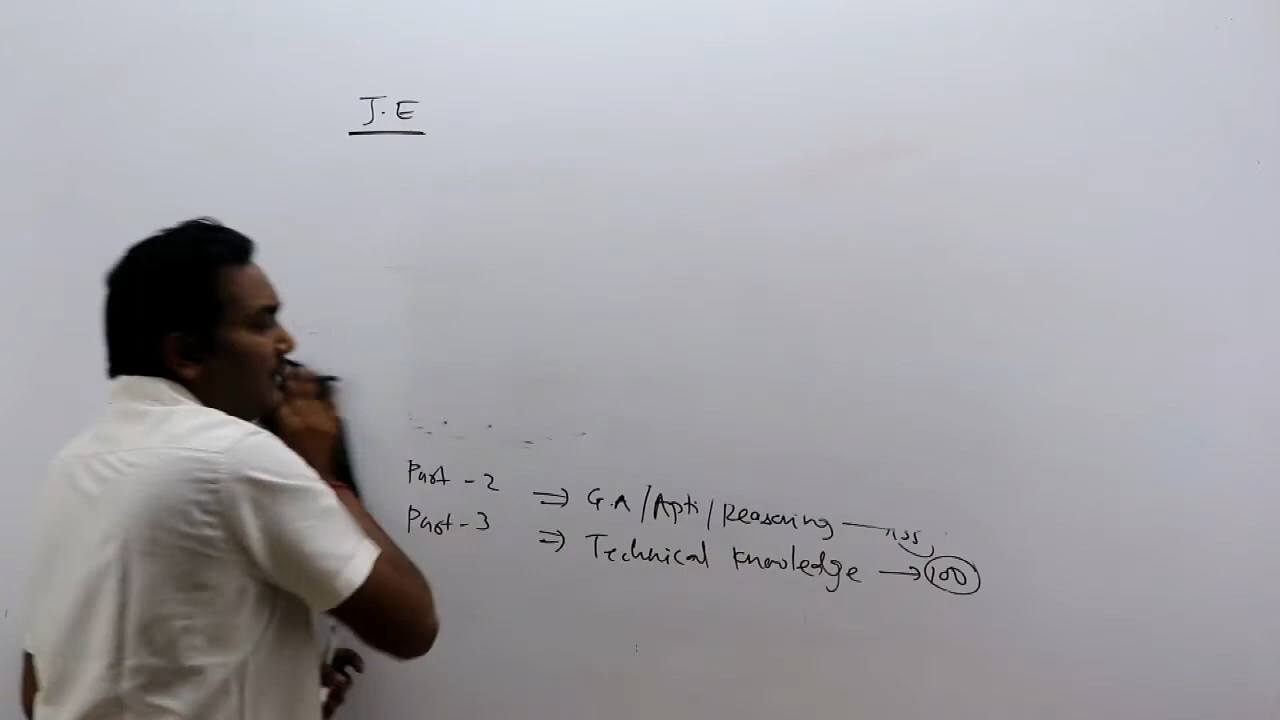 J.E
Part - 2 ⇒ G.A/Apti/Reasoning
Part - 3 ⇒ Technical Knowledge → 100